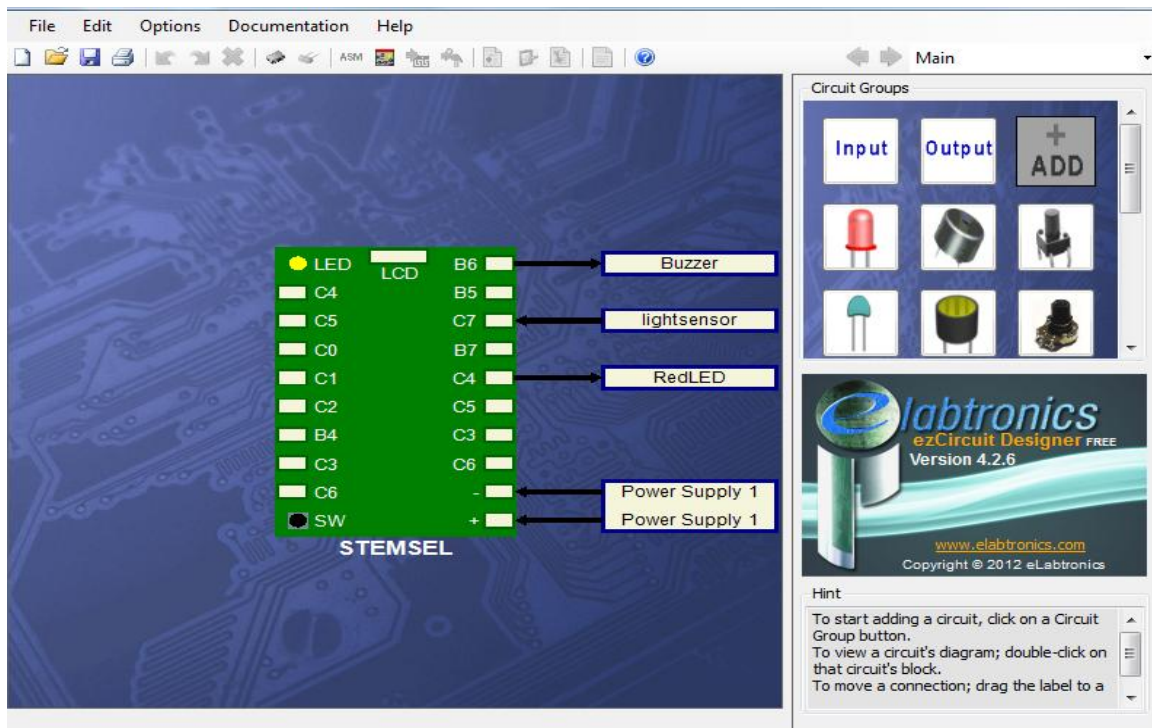 File Edit Options Documentation Help
ASM
Main
Circuit Groups
Input Output + ADD
LED LCD B6 Buzzer
C4 B5
C5 C7 lightsensor
C0 B7
C1 C4 RedLED
C2 C5
B4 C3
C3 C6
C6 - Power Supply 1
SW + Power Supply 1
STEMSEL
elabtronics
ezCircuit Designer FREE
Version 4.2.6
www.elabtronics.com
Copyright © 2012 eLabtronics
Hint
To start adding a circuit, click on a Circuit
Group button.
To view a circuit's diagram; double-click on
that circuit's block.
To move a connection; drag the label to a